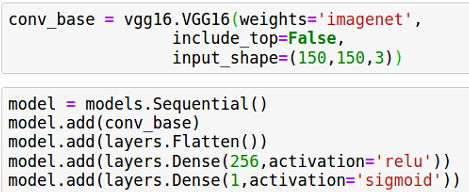 conv_base = vgg16.VGG16(weights='imagenet',
                  include_top=False,
                  input_shape=(150,150,3))
model = models.Sequential()
model.add(conv_base)
model.add(layers.Flatten())
model.add(layers.Dense(256,activation='relu'))
model.add(layers.Dense(1,activation='sigmoid'))